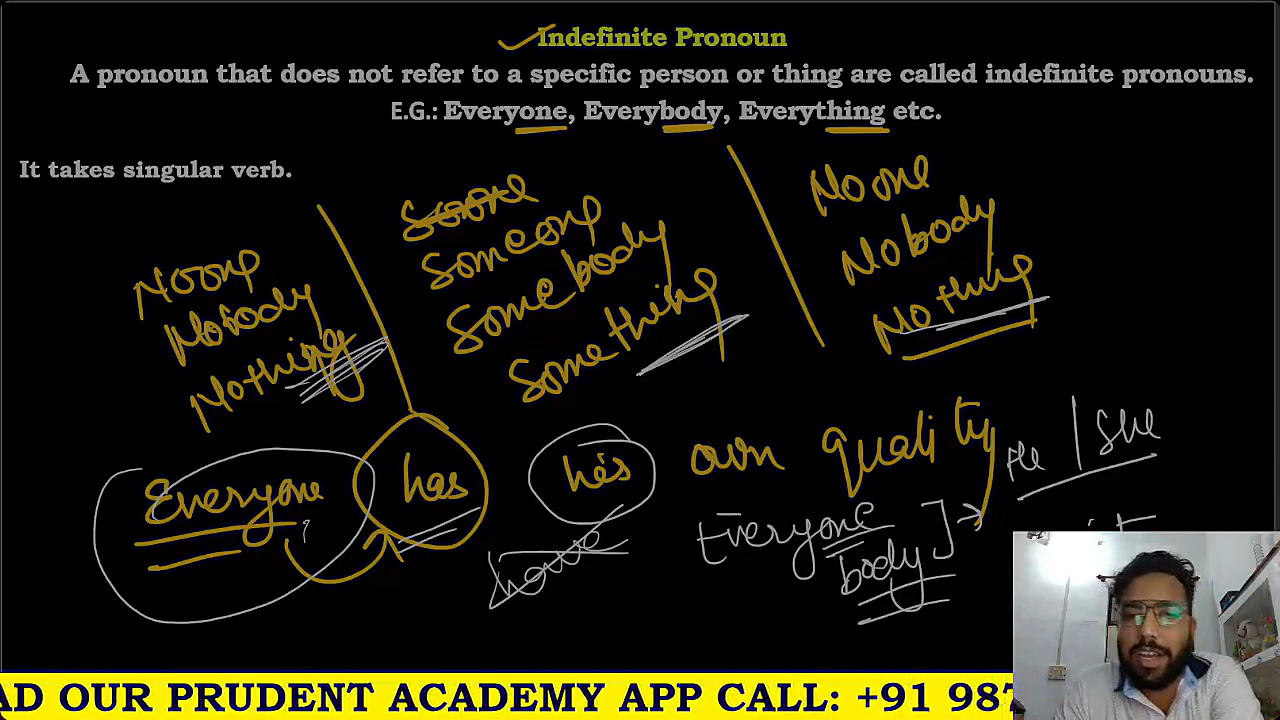 Indefinite Pronoun
A pronoun that does not refer to a specific person or thing are called indefinite pronouns.
E.G.: Everyone, Everybody, Everything etc.
It takes singular verb.
Noone
Nobody
Nothing
Someone
Somebody
Something
No one
Nobody
Nothing
Everyone has his own quality
he / she
have
Everyone
body
AD OUR PRUDENT ACADEMY APP CALL: +91 987